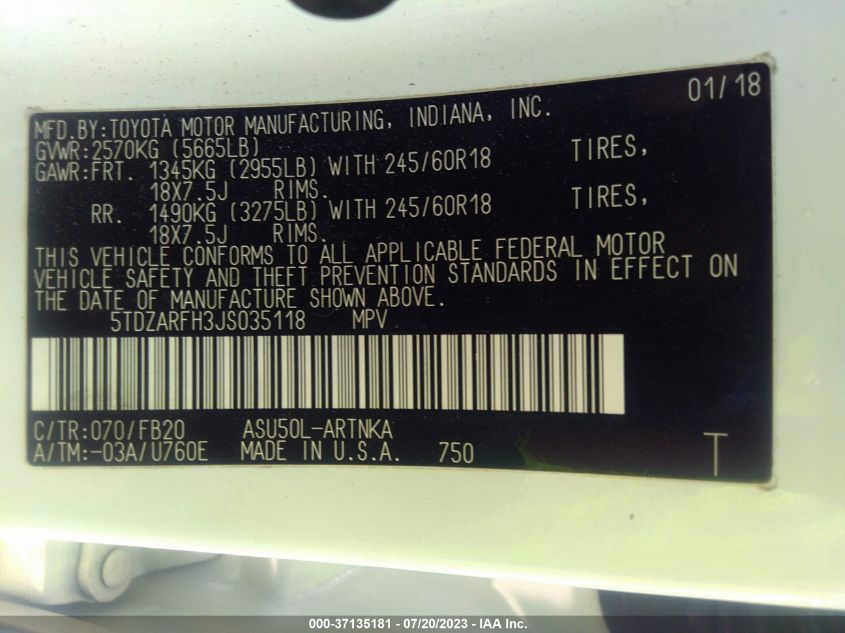 01/18
MFD.BY:TOYOTA MOTOR MANUFACTURING, INDIANA, INC.
GVWR:2570KG (5665LB)
GAWR:FRT. 1345KG (2955LB) WITH 245/60R18 TIRES,
18X7.5J RIMS.
RR. 1490KG (3275LB) WITH 245/60R18 TIRES,
18X7.5J RIMS.
THIS VEHICLE CONFORMS TO ALL APPLICABLE FEDERAL MOTOR
VEHICLE SAFETY AND THEFT PREVENTION STANDARDS IN EFFECT ON
THE DATE OF MANUFACTURE SHOWN ABOVE.
5TDZARFH3JS035118 MPV
C/TR:070/FB20 ASU50L-ARTNKA
A/TM:-03A/U760E MADE IN U.S.A. 750 T
000-37135181 - 07/20/2023 - IAA Inc.